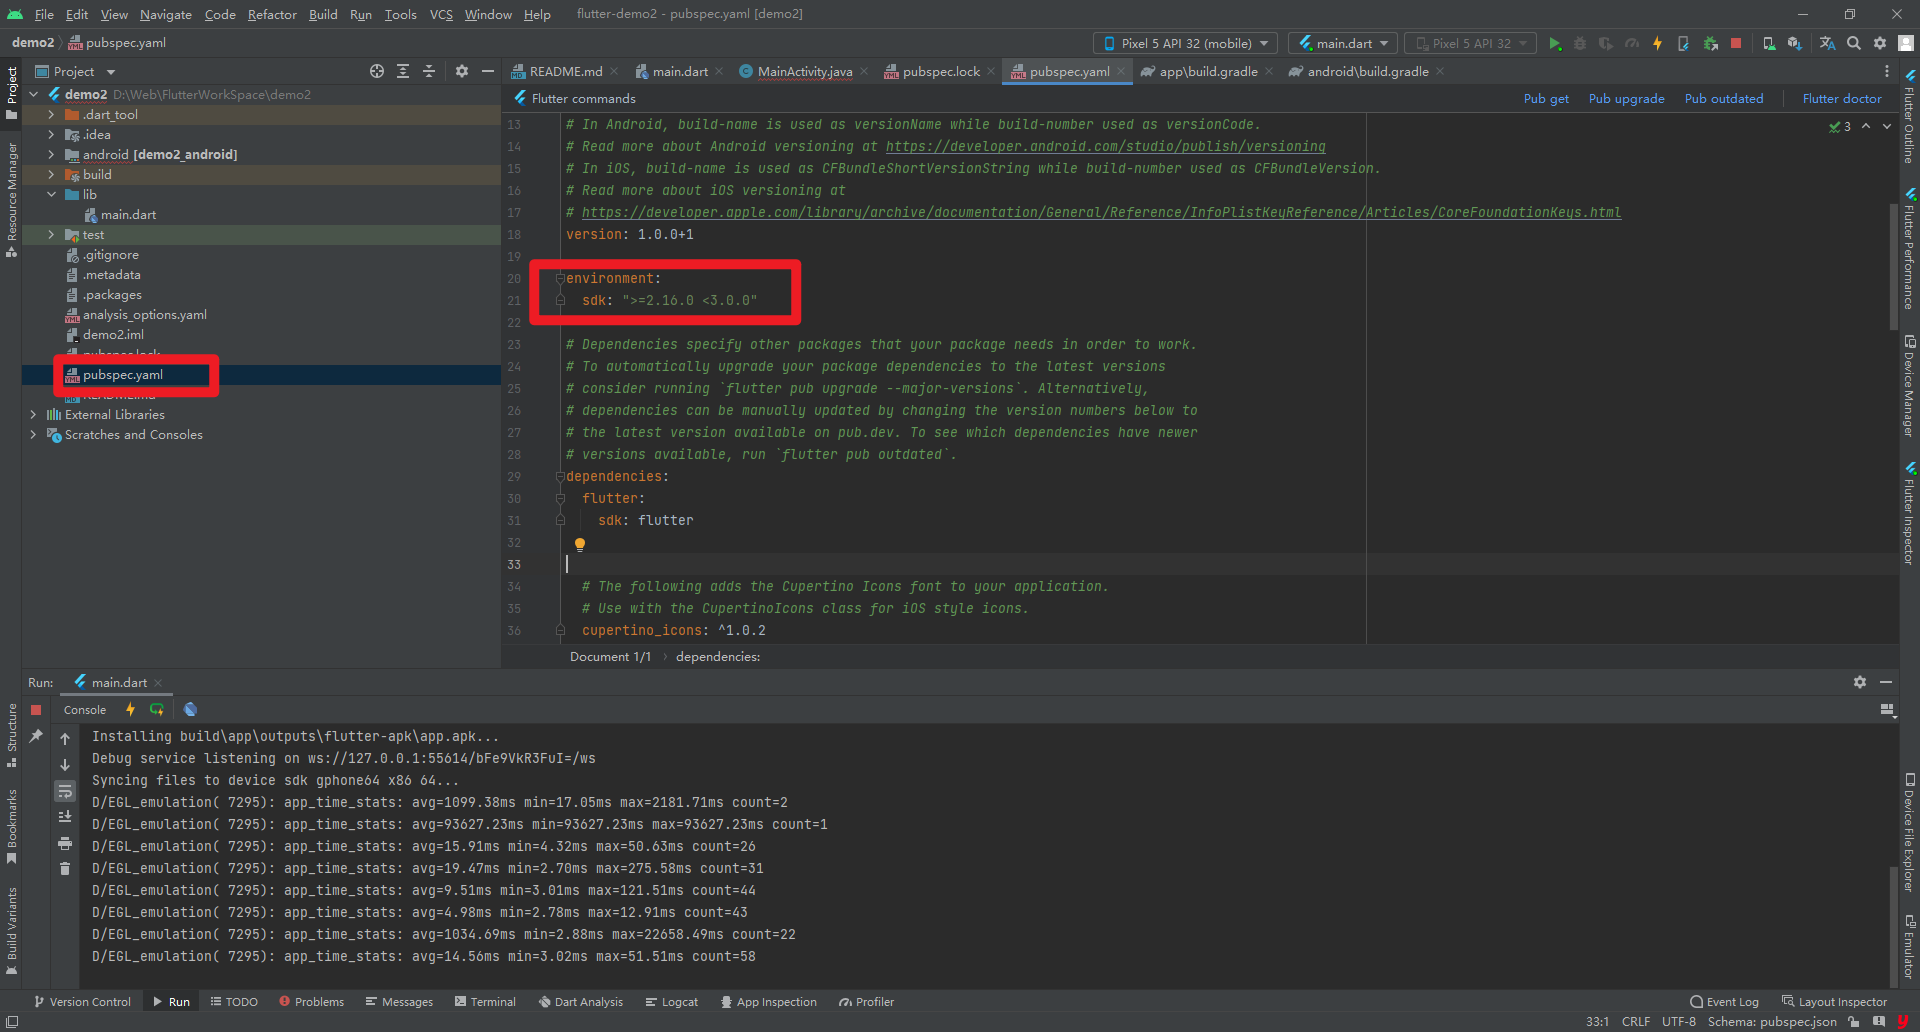 File Edit View Navigate Code Refactor Build Run Tools VCS Window Help flutter-demo2 - pubspec.yaml [demo2]
demo2 pubspec.yaml Pixel 5 API 32 (mobile) main.dart Pixel 5 API 32
Project
README.md main.dart MainActivity.java pubspec.lock pubspec.yaml app\build.gradle android\build.gradle
demo2 D:\Web\FlutterWorkSpace\demo2
.dart_tool
.idea
android [demo2_android]
build
lib
main.dart
test
.gitignore
.metadata
.packages
analysis_options.yaml
demo2.iml
pubspec.lock
pubspec.yaml
README.md
External Libraries
Scratches and Consoles
Flutter commands Pub get Pub upgrade Pub outdated Flutter doctor
3
13 # In Android, build-name is used as versionName while build-number used as versionCode.
14 # Read more about Android versioning at https://developer.android.com/studio/publish/versioning
15 # In iOS, build-name is used as CFBundleShortVersionString while build-number used as CFBundleVersion.
16 # Read more about iOS versioning at
17 # https://developer.apple.com/library/archive/documentation/General/Reference/InfoPlistKeyReference/Articles/CoreFoundationKeys.html
18 version: 1.0.0+1
19
20 environment:
21 sdk: ">=2.16.0 <3.0.0"
22
23 # Dependencies specify other packages that your package needs in order to work.
24 # To automatically upgrade your package dependencies to the latest versions
25 # consider running `flutter pub upgrade --major-versions`. Alternatively,
26 # dependencies can be manually updated by changing the version numbers below to
27 # the latest version available on pub.dev. To see which dependencies have newer
28 # versions available, run `flutter pub outdated`.
29 dependencies:
30 flutter:
31 sdk: flutter
32
33
34 # The following adds the Cupertino Icons font to your application.
35 # Use with the CupertinoIcons class for iOS style icons.
36 cupertino_icons: ^1.0.2
Document 1/1 dependencies:
Project
Resource Manager
Structure
Bookmarks
Build Variants
Flutter Outline
Flutter Performance
Device Manager
Flutter Inspector
Device File Explorer
Emulator
Run: main.dart
Console
Installing build\app\outputs\flutter-apk\app.apk...
Debug service listening on ws://127.0.0.1:55614/bFe9VkR3FuI=/ws
Syncing files to device sdk gphone64 x86 64...
D/EGL_emulation( 7295): app_time_stats: avg=1099.38ms min=17.05ms max=2181.71ms count=2
D/EGL_emulation( 7295): app_time_stats: avg=93627.23ms min=93627.23ms max=93627.23ms count=1
D/EGL_emulation( 7295): app_time_stats: avg=15.91ms min=4.32ms max=50.63ms count=26
D/EGL_emulation( 7295): app_time_stats: avg=19.47ms min=2.70ms max=275.58ms count=31
D/EGL_emulation( 7295): app_time_stats: avg=9.51ms min=3.01ms max=121.51ms count=44
D/EGL_emulation( 7295): app_time_stats: avg=4.98ms min=2.78ms max=12.91ms count=43
D/EGL_emulation( 7295): app_time_stats: avg=1034.69ms min=2.88ms max=22658.49ms count=22
D/EGL_emulation( 7295): app_time_stats: avg=14.56ms min=3.02ms max=51.51ms count=58
Version Control Run TODO Problems Messages Terminal Dart Analysis Logcat App Inspection Profiler Event Log Layout Inspector
33:1 CRLF UTF-8 Schema: pubspec.json